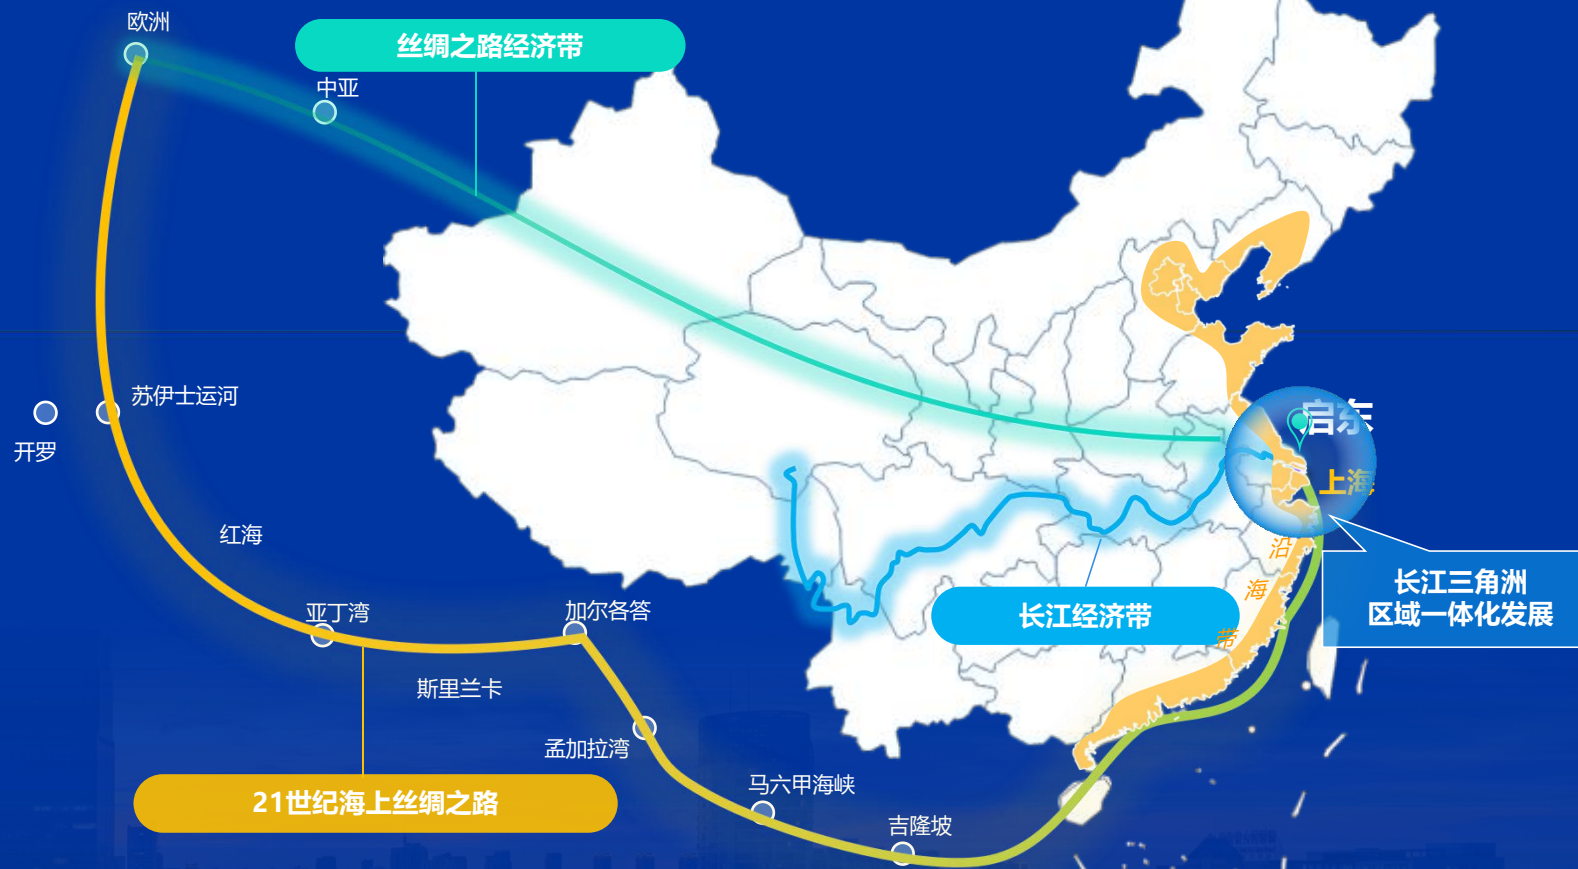 欧洲
丝绸之路经济带
中亚
苏伊士运河
启东
开罗
上海
红海
沿
海
带
长江三角洲
区域一体化发展
亚丁湾
加尔各答
长江经济带
斯里兰卡
孟加拉湾
马六甲海峡
21世纪海上丝绸之路
吉隆坡